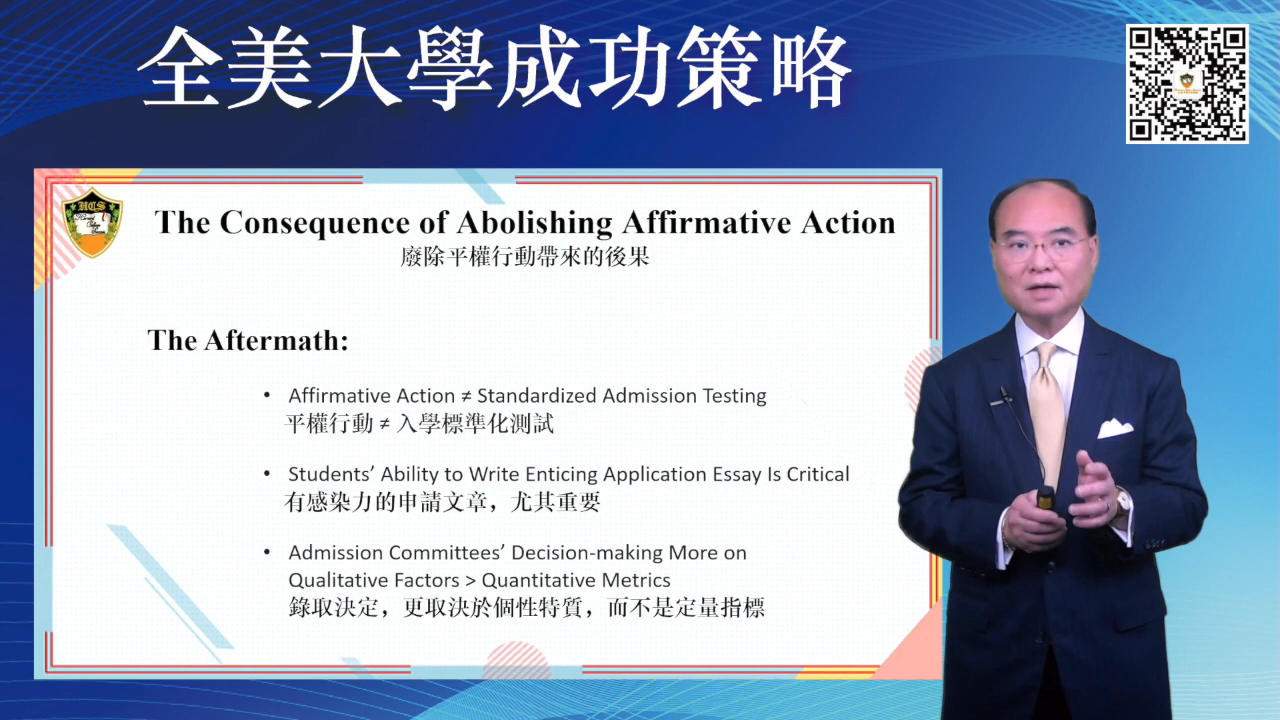 全美大學成功策略
HCS
The Consequence of Abolishing Affirmative Action
廢除平權行動帶來的後果
The Aftermath:
• Affirmative Action ≠ Standardized Admission Testing
平權行動 ≠ 入學標準化測試
• Students’ Ability to Write Enticing Application Essay Is Critical
有感染力的申請文章，尤其重要
• Admission Committees’ Decision-making More on
Qualitative Factors > Quantitative Metrics
錄取決定，更取決於個性特質，而不是定量指標